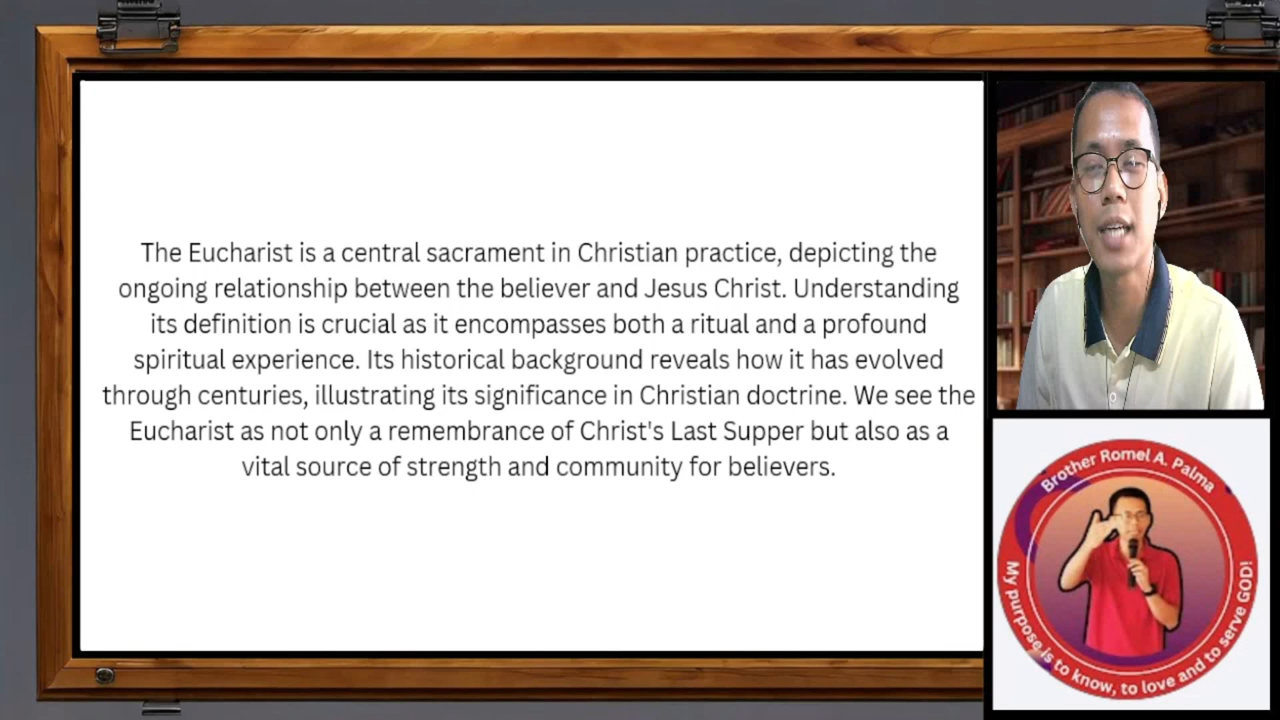 The Eucharist is a central sacrament in Christian practice, depicting the
ongoing relationship between the believer and Jesus Christ. Understanding
its definition is crucial as it encompasses both a ritual and a profound
spiritual experience. Its historical background reveals how it has evolved
through centuries, illustrating its significance in Christian doctrine. We see the
Eucharist as not only a remembrance of Christ's Last Supper but also as a
vital source of strength and community for believers.
Brother Romel A. Palma
My purpose is to know, to love and to serve GOD!